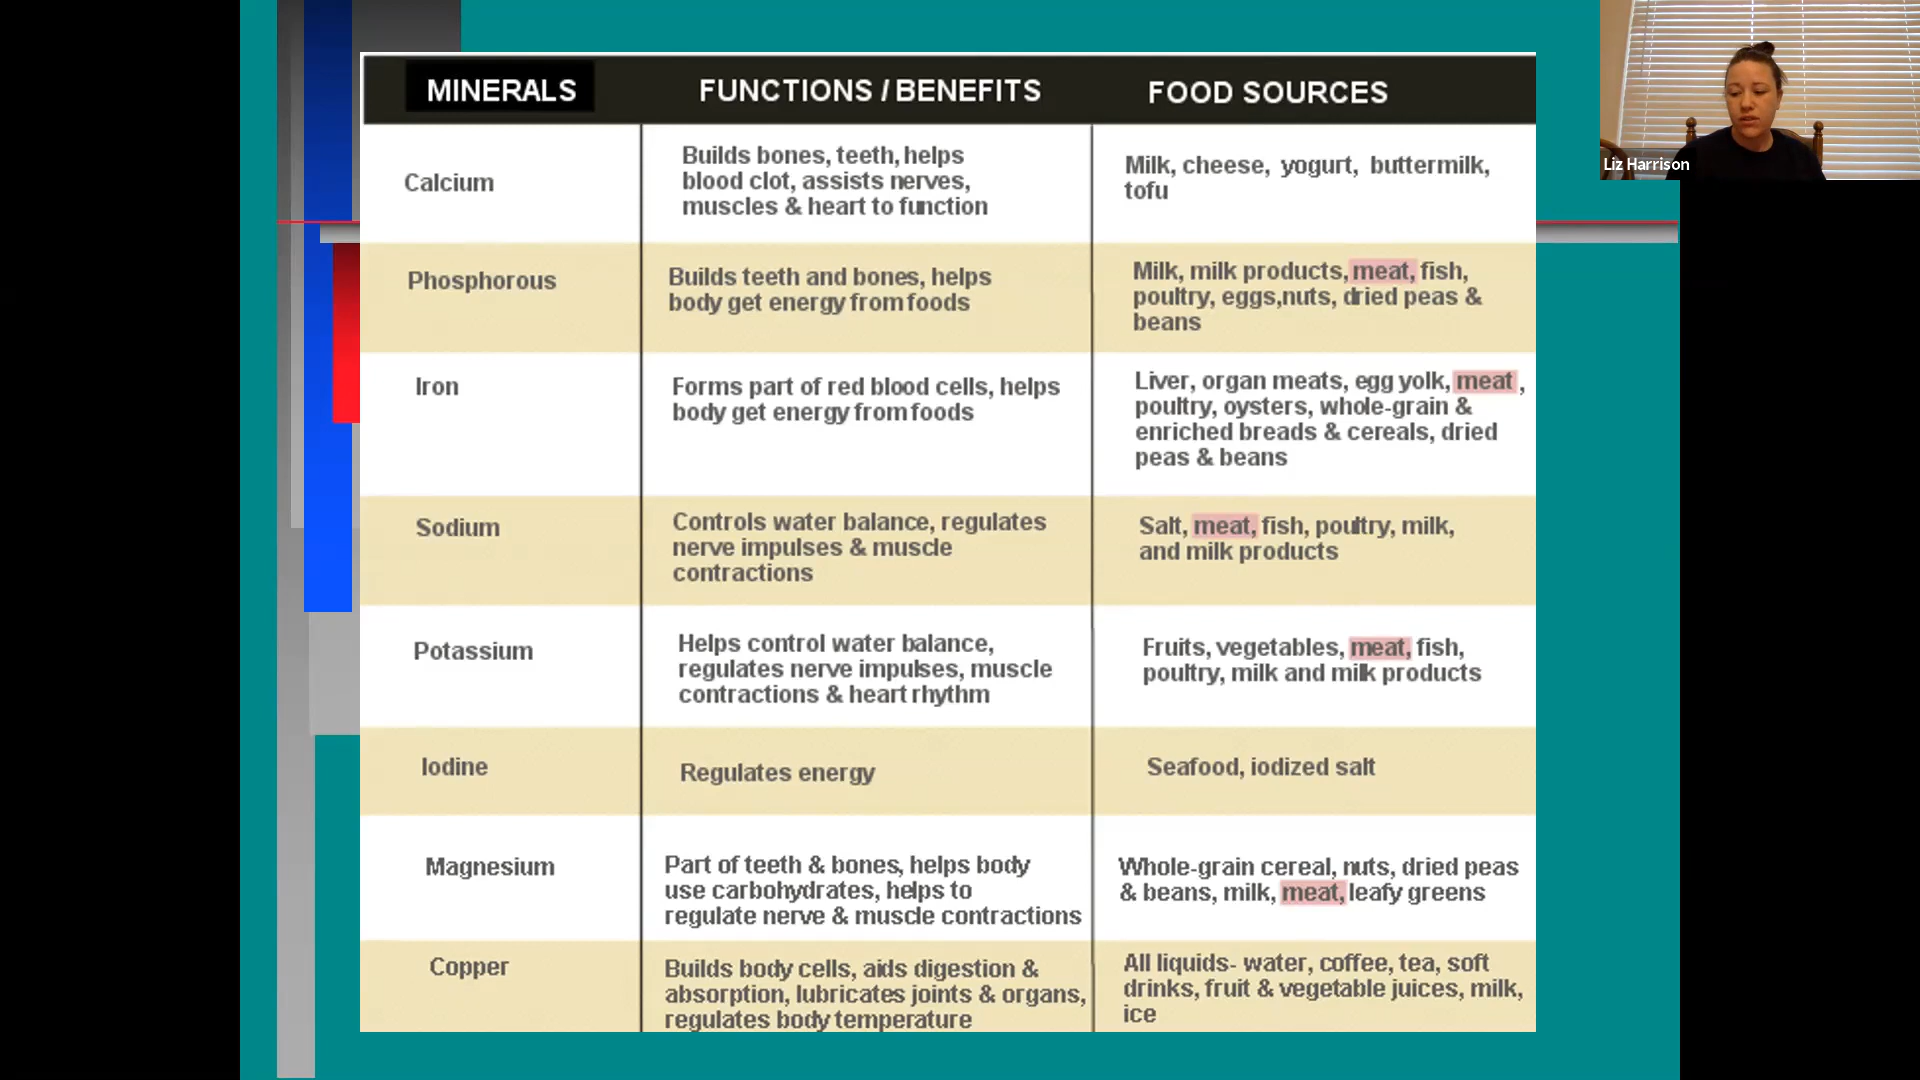 MINERALS FUNCTIONS / BENEFITS FOOD SOURCES
Calcium
Builds bones, teeth, helps
blood clot, assists nerves,
muscles & heart to function
Milk, cheese, yogurt, buttermilk,
tofu
Phosphorous
Builds teeth and bones, helps
body get energy from foods
Milk, milk products, meat, fish,
poultry, eggs,nuts, dried peas &
beans
Iron
Forms part of red blood cells, helps
body get energy from foods
Liver, organ meats, egg yolk, meat ,
poultry, oysters, whole-grain &
enriched breads & cereals, dried
peas & beans
Sodium
Controls water balance, regulates
nerve impulses & muscle
contractions
Salt, meat, fish, poultry, milk,
and milk products
Potassium
Helps control water balance,
regulates nerve impulses, muscle
contractions & heart rhythm
Fruits, vegetables, meat, fish,
poultry, milk and milk products
Iodine
Regulates energy
Seafood, iodized salt
Magnesium
Part of teeth & bones, helps body
use carbohydrates, helps to
regulate nerve & muscle contractions
Whole-grain cereal, nuts, dried peas
& beans, milk, meat, leafy greens
Copper
Builds body cells, aids digestion &
absorption, lubricates joints & organs,
regulates body temperature
All liquids- water, coffee, tea, soft
drinks, fruit & vegetable juices, milk,
ice
Liz Harrison